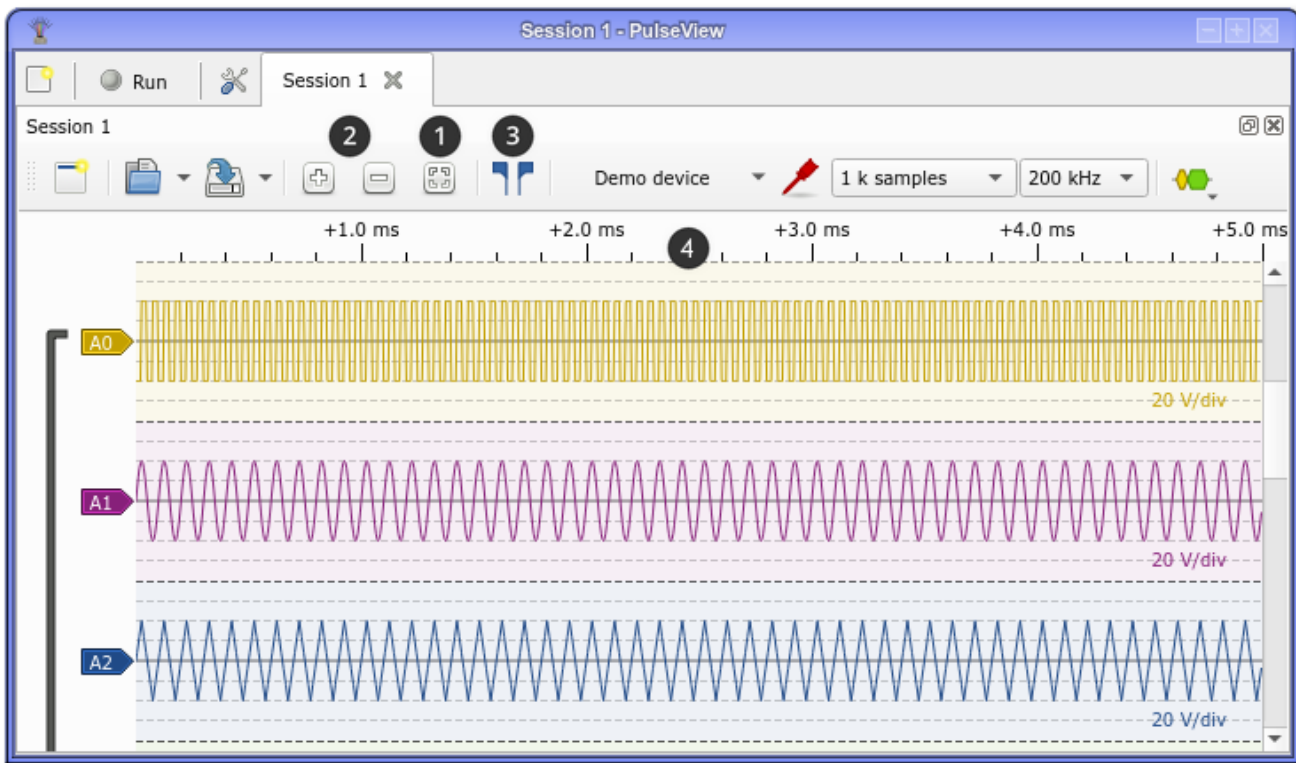 Session 1 - PulseView
Run
Session 1
Session 1
2 1 3
Demo device 1 k samples 200 kHz
+1.0 ms +2.0 ms +3.0 ms +4.0 ms +5.0 ms
4
A0
20 V/div
A1
20 V/div
A2
20 V/div